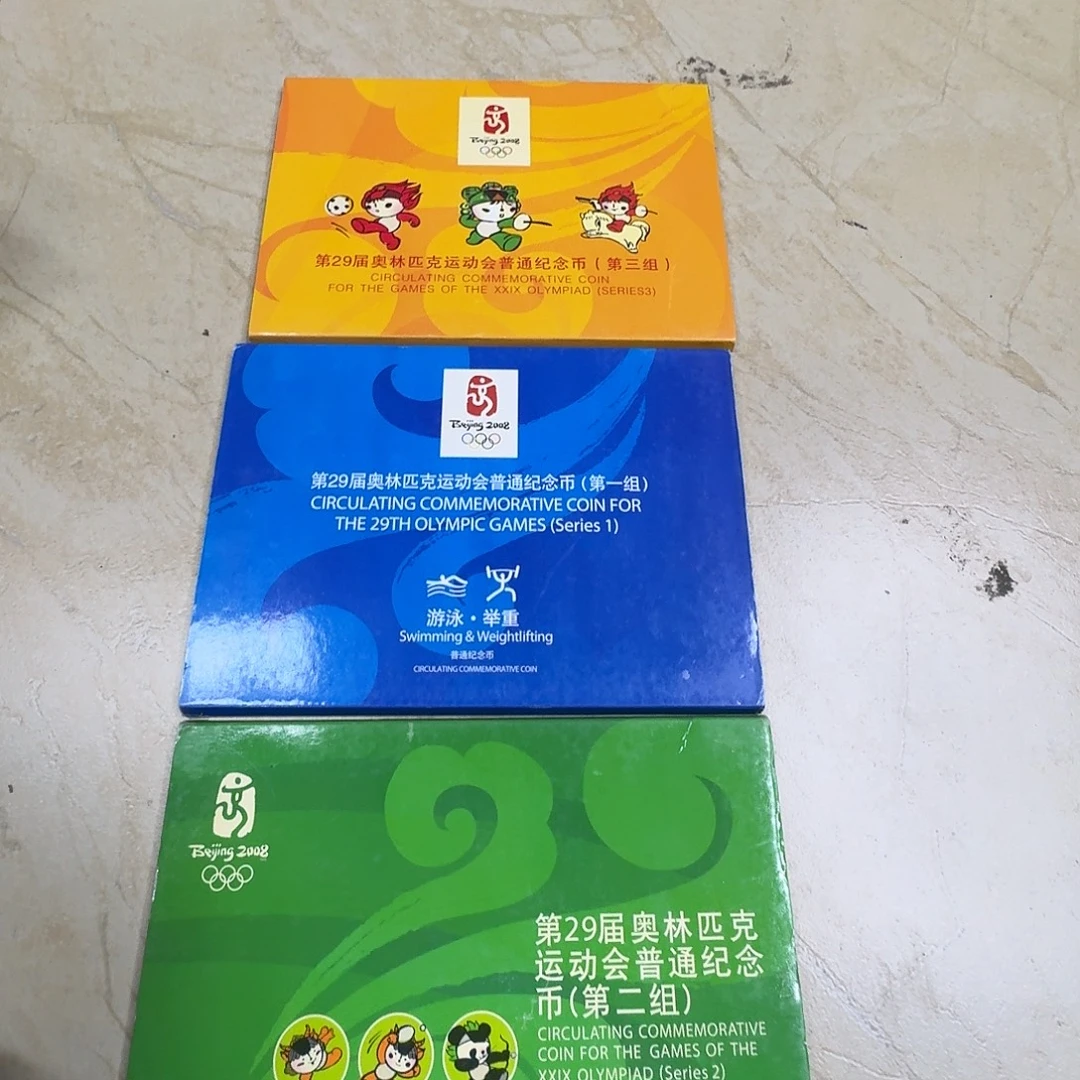 Beijing 2008
第29届奥林匹克运动会普通纪念币（第三组）
CIRCULATING COMMEMORATIVE COIN
FOR THE GAMES OF THE XXIX OLYMPIAD (SERIES3)
Beijing 2008
第29届奥林匹克运动会普通纪念币（第一组）
CIRCULATING COMMEMORATIVE COIN FOR
THE 29TH OLYMPIC GAMES (Series 1)
游泳·举重
Swimming & Weightlifting
普通纪念币
CIRCULATING COMMEMORATIVE COIN
Beijing 2008
第29届奥林匹克
运动会普通纪念
币(第二组)
CIRCULATING COMMEMORATIVE
COIN FOR THE GAMES OF THE
XXIX OLYMPIAD (Series 2)